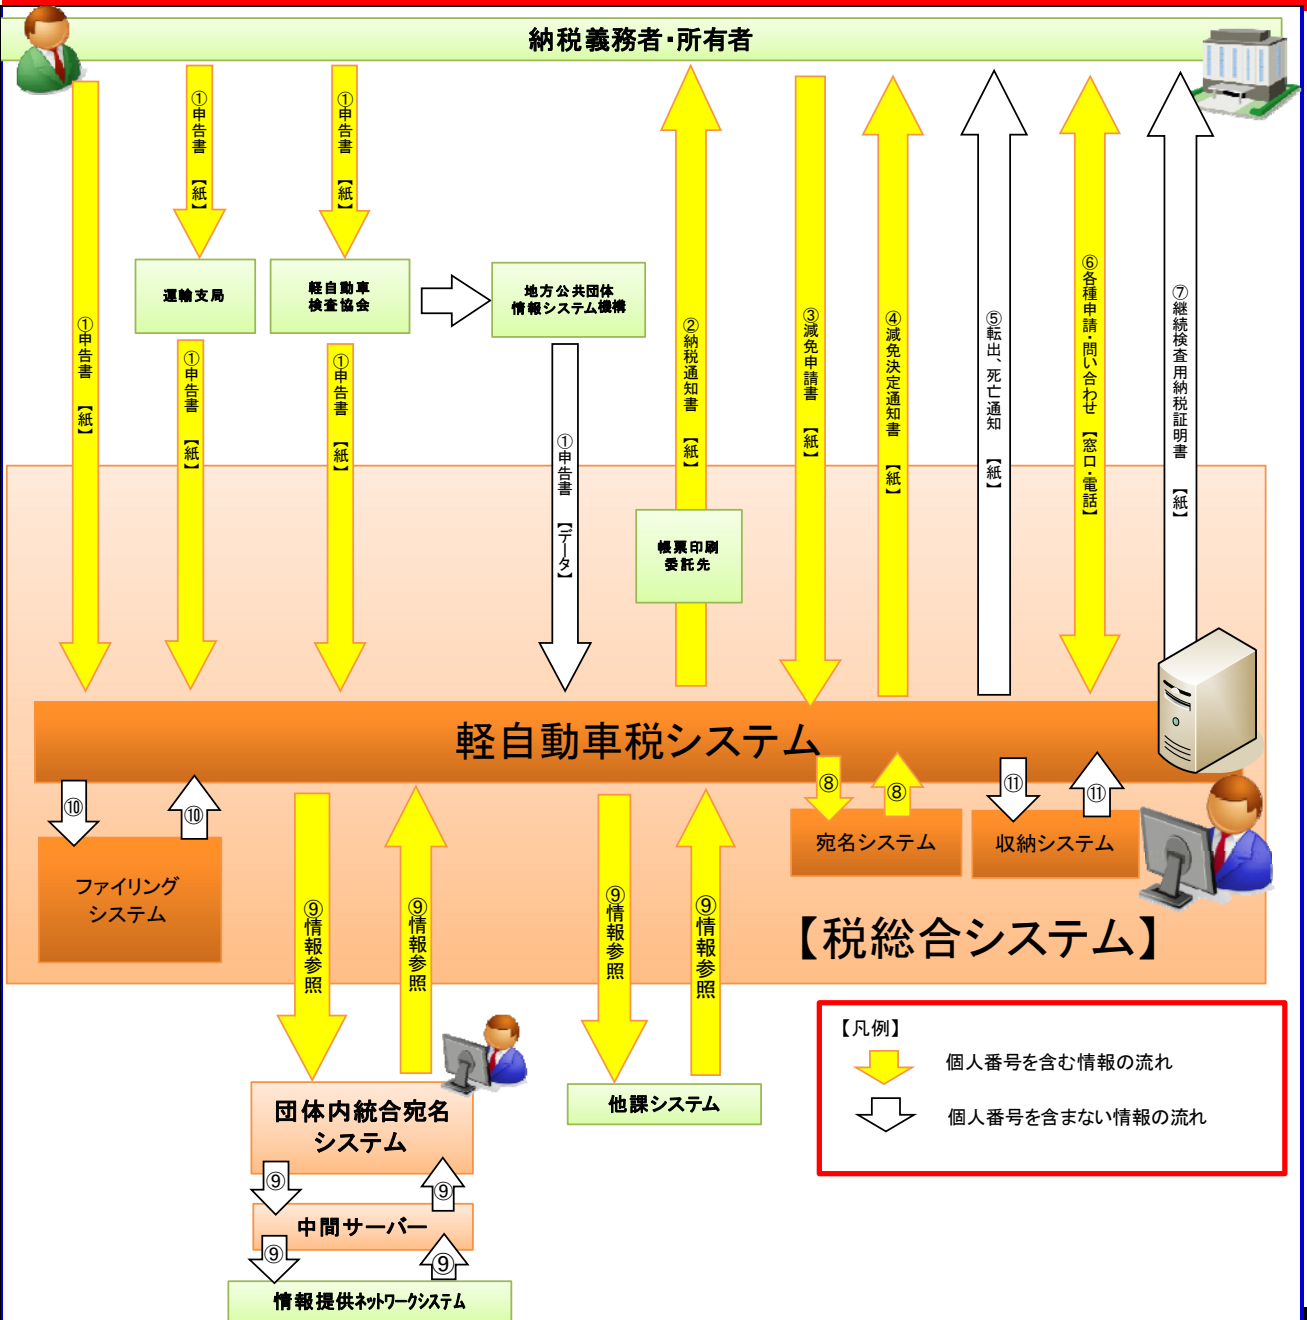 納税義務者・所有者
①申告書 【紙】
①申告書 【紙】
①申告書 【紙】
運輸支局
軽自動車
検査協会
地方公共団体
情報システム機構
①申告書 【紙】
①申告書 【紙】
①申告書 【データ】
②納税通知書 【紙】
帳票印刷
委託先
③減免申請書 【紙】
④減免決定通知書 【紙】
⑤転出、死亡通知 【紙】
⑥各種申請・問い合わせ 【窓口・電話】
⑦継続検査用納税証明書 【紙】
軽自動車税システム
⑩
⑩
⑧
⑧
⑪
⑪
ファイリング
システム
宛名システム
収納システム
⑨情報参照
⑨情報参照
⑨情報参照
⑨情報参照
【税総合システム】
団体内統合宛名
システム
他課システム
⑨
⑨
中間サーバー
⑨
⑨
情報提供ネットワークシステム
【凡例】
個人番号を含む情報の流れ
個人番号を含まない情報の流れ